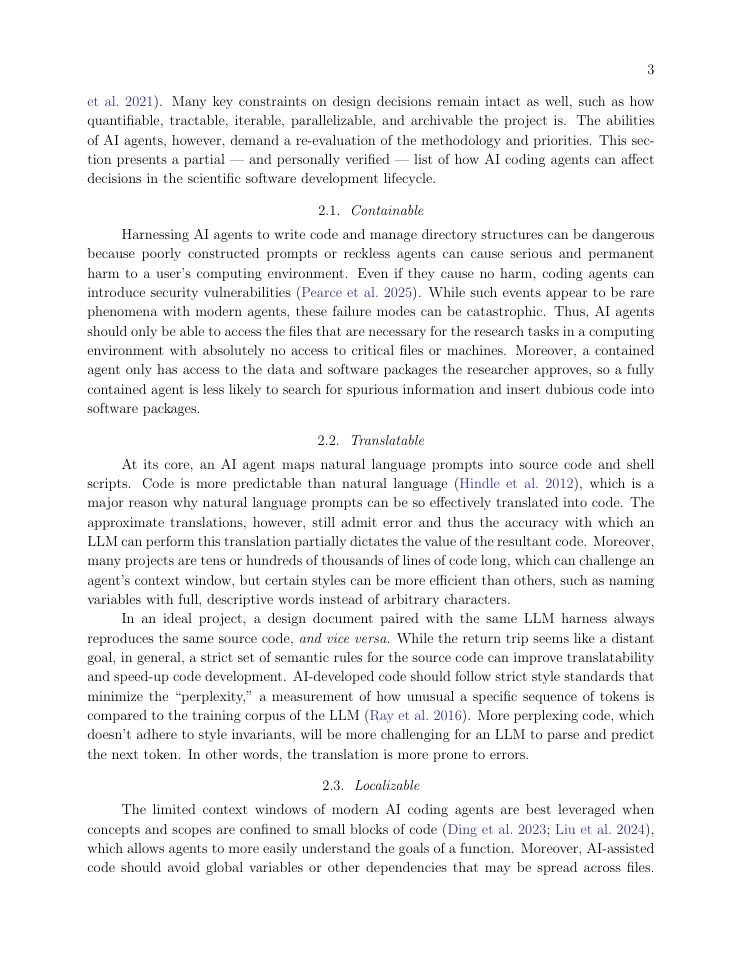 3
et al. 2021). Many key constraints on design decisions remain intact as well, such as how
quantifiable, tractable, iterable, parallelizable, and archivable the project is. The abilities
of AI agents, however, demand a re-evaluation of the methodology and priorities. This sec-
tion presents a partial — and personally verified — list of how AI coding agents can affect
decisions in the scientific software development lifecycle.
2.1. Containable
Harnessing AI agents to write code and manage directory structures can be dangerous
because poorly constructed prompts or reckless agents can cause serious and permanent
harm to a user's computing environment. Even if they cause no harm, coding agents can
introduce security vulnerabilities (Pearce et al. 2025). While such events appear to be rare
phenomena with modern agents, these failure modes can be catastrophic. Thus, AI agents
should only be able to access the files that are necessary for the research tasks in a computing
environment with absolutely no access to critical files or machines. Moreover, a contained
agent only has access to the data and software packages the researcher approves, so a fully
contained agent is less likely to search for spurious information and insert dubious code into
software packages.
2.2. Translatable
At its core, an AI agent maps natural language prompts into source code and shell
scripts. Code is more predictable than natural language (Hindle et al. 2012), which is a
major reason why natural language prompts can be so effectively translated into code. The
approximate translations, however, still admit error and thus the accuracy with which an
LLM can perform this translation partially dictates the value of the resultant code. Moreover,
many projects are tens or hundreds of thousands of lines of code long, which can challenge an
agent's context window, but certain styles can be more efficient than others, such as naming
variables with full, descriptive words instead of arbitrary characters.
In an ideal project, a design document paired with the same LLM harness always
reproduces the same source code, and vice versa. While the return trip seems like a distant
goal, in general, a strict set of semantic rules for the source code can improve translatability
and speed-up code development. AI-developed code should follow strict style standards that
minimize the “perplexity,” a measurement of how unusual a specific sequence of tokens is
compared to the training corpus of the LLM (Ray et al. 2016). More perplexing code, which
doesn't adhere to style invariants, will be more challenging for an LLM to parse and predict
the next token. In other words, the translation is more prone to errors.
2.3. Localizable
The limited context windows of modern AI coding agents are best leveraged when
concepts and scopes are confined to small blocks of code (Ding et al. 2023; Liu et al. 2024),
which allows agents to more easily understand the goals of a function. Moreover, AI-assisted
code should avoid global variables or other dependencies that may be spread across files.